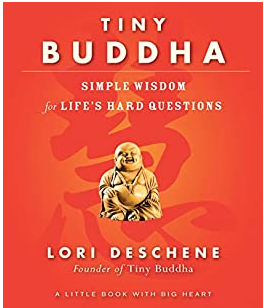 TINY
BUDDHA
SIMPLE WISDOM
for LIFE'S HARD QUESTIONS
LORI DESCHENE
Founder of Tiny Buddha
A LITTLE BOOK WITH BIG HEART